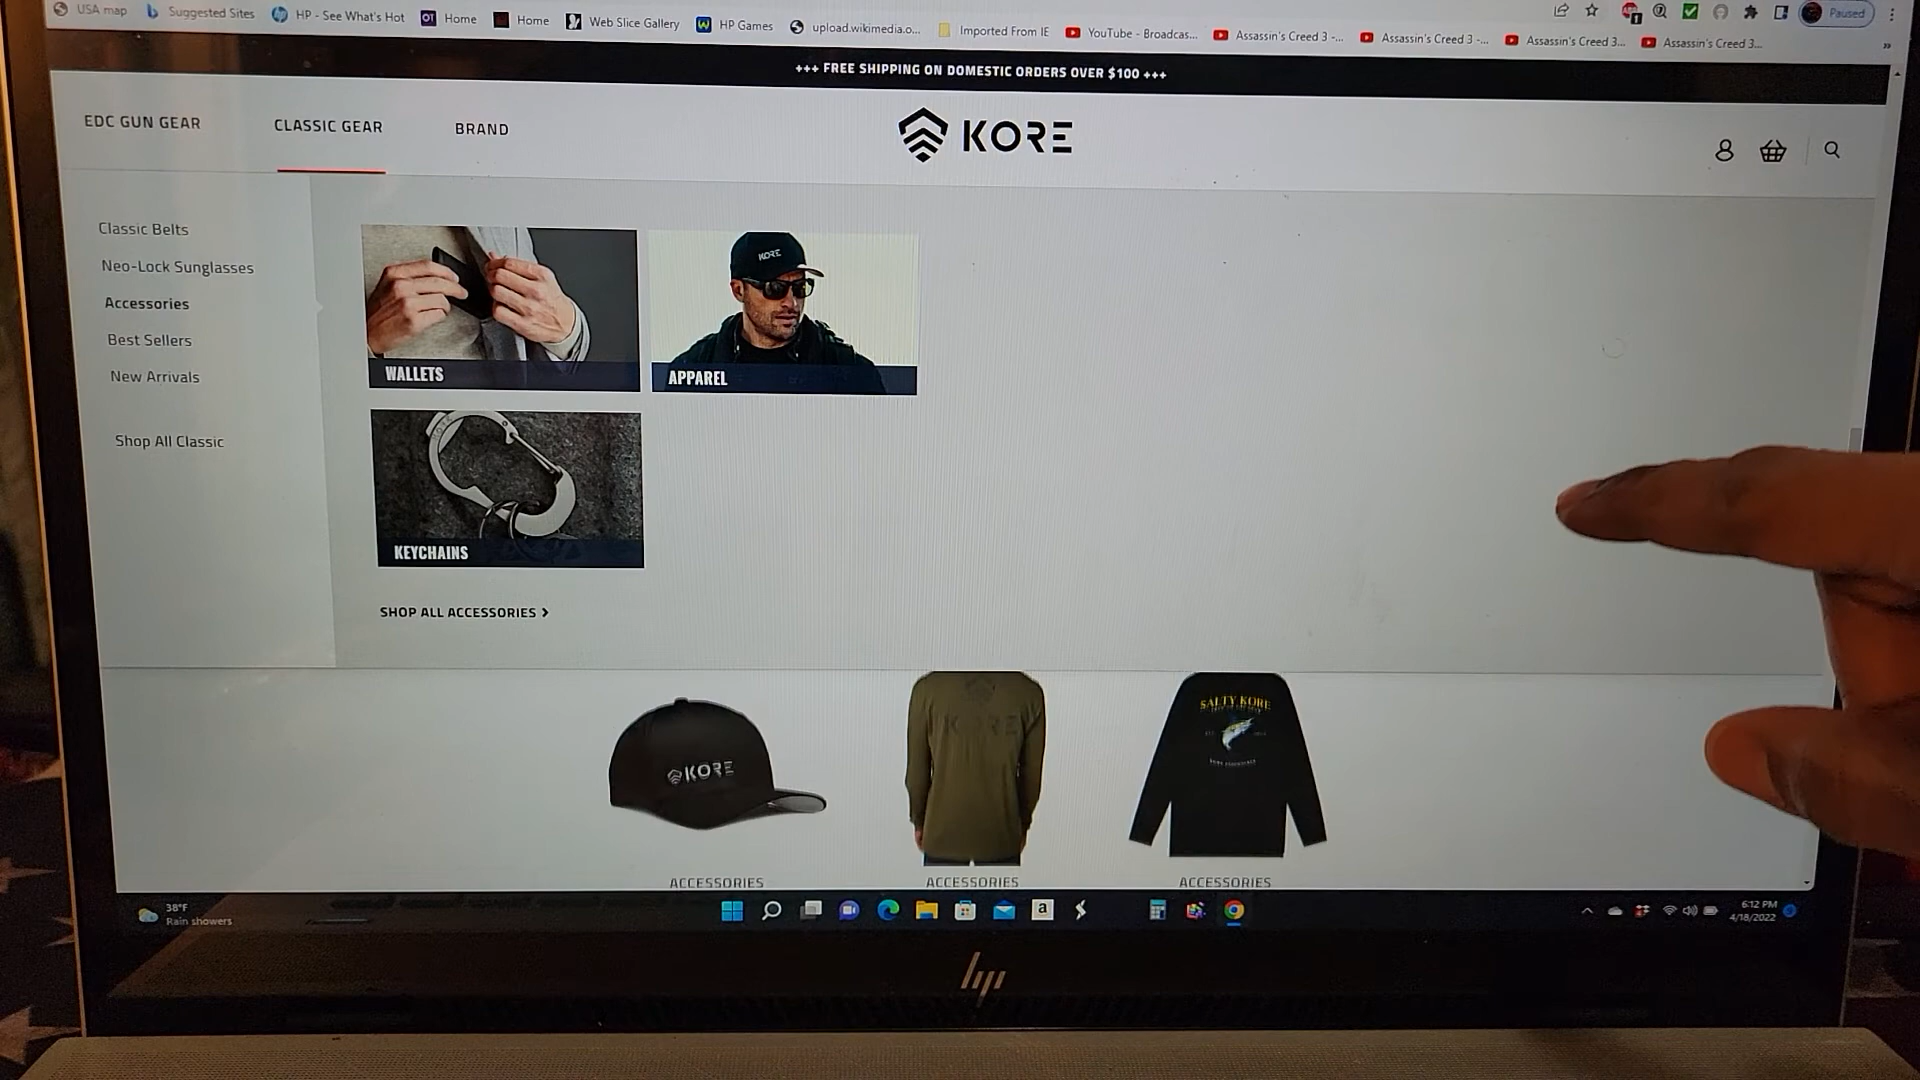 USA map
Suggested Sites
HP - See What's Hot
Home
Home
Web Slice Gallery
HP Games
upload.wikimedia.o...
Imported From IE
YouTube - Broadcas...
Assassin's Creed 3 -...
Assassin's Creed 3 -...
Assassin's Creed 3...
Assassin's Creed 3...
Paused
+++ FREE SHIPPING ON DOMESTIC ORDERS OVER $100 +++
EDC GUN GEAR
CLASSIC GEAR
BRAND
KORE
Classic Belts
Neo-Lock Sunglasses
Accessories
Best Sellers
New Arrivals
Shop All Classic
KORE
WALLETS
APPAREL
KEYCHAINS
SHOP ALL ACCESSORIES >
KORE
KORE
SALTY KORE
ACCESSORIES
ACCESSORIES
ACCESSORIES
38°F
Rain showers
6:12 PM
4/18/2022
hp